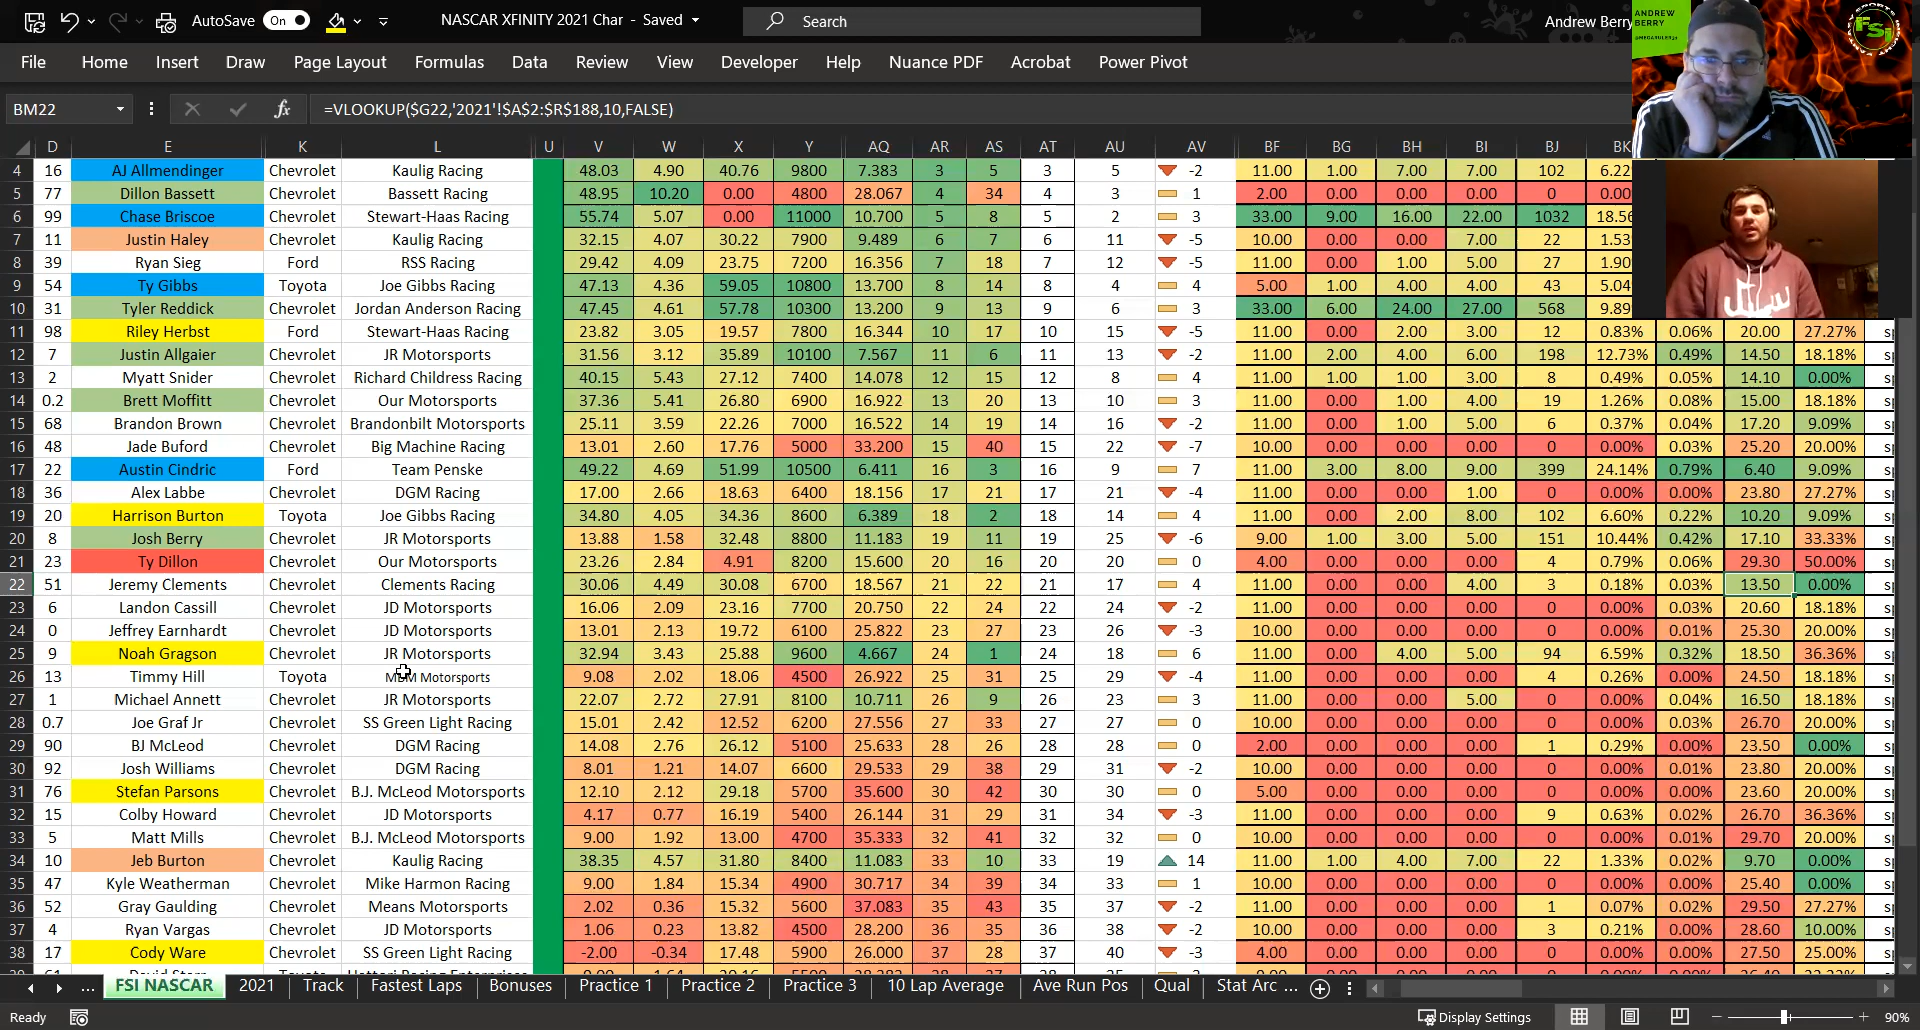 AutoSave On NASCAR XFINITY 2021 Char - Saved Search Andrew Berry
ANDREW BERRY
@MEGARULERJR
FSi
File Home Insert Draw Page Layout Formulas Data Review View Developer Help Nuance PDF Acrobat Power Pivot
BM22 fx =VLOOKUP($G22,'2021'!$A$2:$R$188,10,FALSE)
D E K L U V W X Y AQ AR AS AT AU AV BF BG BH BI BJ BK
4 16 AJ Allmendinger Chevrolet Kaulig Racing 48.03 4.90 40.76 9800 7.383 3 5 3 5 -2 11.00 1.00 7.00 7.00 102 6.22
5 77 Dillon Bassett Chevrolet Bassett Racing 48.95 10.20 0.00 4800 28.067 4 34 4 3 1 2.00 0.00 0.00 0.00 0 0.00
6 99 Chase Briscoe Chevrolet Stewart-Haas Racing 55.74 5.07 0.00 11000 10.700 5 8 5 2 3 33.00 9.00 16.00 22.00 1032 18.56
7 11 Justin Haley Chevrolet Kaulig Racing 32.15 4.07 30.22 7900 9.489 6 7 6 11 -5 10.00 0.00 0.00 7.00 22 1.53
8 39 Ryan Sieg Ford RSS Racing 29.42 4.09 23.75 7200 16.356 7 18 7 12 -5 11.00 0.00 1.00 5.00 27 1.90
9 54 Ty Gibbs Toyota Joe Gibbs Racing 47.13 4.36 59.05 10800 13.700 8 14 8 4 4 5.00 1.00 4.00 4.00 43 5.04
10 31 Tyler Reddick Chevrolet Jordan Anderson Racing 47.45 4.61 57.78 10300 13.200 9 13 9 6 3 33.00 6.00 24.00 27.00 568 9.89
11 98 Riley Herbst Ford Stewart-Haas Racing 23.82 3.05 19.57 7800 16.344 10 17 10 15 -5 11.00 0.00 2.00 3.00 12 0.83% 0.06% 20.00 27.27%
12 7 Justin Allgaier Chevrolet JR Motorsports 31.56 3.12 35.89 10100 7.567 11 6 11 13 -2 11.00 2.00 4.00 6.00 198 12.73% 0.49% 14.50 18.18%
13 2 Myatt Snider Chevrolet Richard Childress Racing 40.15 5.43 27.12 7400 14.078 12 15 12 8 4 11.00 1.00 1.00 3.00 8 0.49% 0.05% 14.10 0.00%
14 0.2 Brett Moffitt Chevrolet Our Motorsports 37.36 5.41 26.80 6900 16.922 13 20 13 10 3 11.00 0.00 1.00 4.00 19 1.26% 0.08% 15.00 18.18%
15 68 Brandon Brown Chevrolet Brandonbilt Motorsports 25.11 3.59 22.26 7000 16.522 14 19 14 16 -2 11.00 0.00 1.00 5.00 6 0.37% 0.04% 17.20 9.09%
16 48 Jade Buford Chevrolet Big Machine Racing 13.01 2.60 17.76 5000 33.200 15 40 15 22 -7 10.00 0.00 0.00 0.00 0 0.00% 0.03% 25.20 20.00%
17 22 Austin Cindric Ford Team Penske 49.22 4.69 51.99 10500 6.411 16 3 16 9 7 11.00 3.00 8.00 9.00 399 24.14% 0.79% 6.40 9.09%
18 36 Alex Labbe Chevrolet DGM Racing 17.00 2.66 18.63 6400 18.156 17 21 17 21 -4 11.00 0.00 0.00 1.00 0 0.00% 0.00% 23.80 27.27%
19 20 Harrison Burton Toyota Joe Gibbs Racing 34.80 4.05 34.36 8600 6.389 18 2 18 14 4 11.00 0.00 2.00 8.00 102 6.60% 0.22% 10.20 9.09%
20 8 Josh Berry Chevrolet JR Motorsports 13.88 1.58 32.48 8800 11.183 19 11 19 25 -6 9.00 1.00 3.00 5.00 151 10.44% 0.42% 17.10 33.33%
21 23 Ty Dillon Chevrolet Our Motorsports 23.26 2.84 4.91 8200 15.600 20 16 20 20 0 4.00 0.00 0.00 0.00 4 0.79% 0.06% 29.30 50.00%
22 51 Jeremy Clements Chevrolet Clements Racing 30.06 4.49 30.08 6700 18.567 21 22 21 17 4 11.00 0.00 0.00 4.00 3 0.18% 0.03% 13.50 0.00%
23 6 Landon Cassill Chevrolet JD Motorsports 16.06 2.09 23.16 7700 20.750 22 24 22 24 -2 11.00 0.00 0.00 0.00 0 0.00% 0.03% 20.60 18.18%
24 0 Jeffrey Earnhardt Chevrolet JD Motorsports 13.01 2.13 19.72 6100 25.822 23 27 23 26 -3 10.00 0.00 0.00 0.00 0 0.00% 0.01% 25.30 20.00%
25 9 Noah Gragson Chevrolet JR Motorsports 32.94 3.43 25.88 9600 4.667 24 1 24 18 6 11.00 0.00 4.00 5.00 94 6.59% 0.32% 18.50 36.36%
26 13 Timmy Hill Toyota Motorsports 9.08 2.02 18.06 4500 26.922 25 31 25 29 -4 11.00 0.00 0.00 0.00 4 0.26% 0.00% 24.50 18.18%
27 1 Michael Annett Chevrolet JR Motorsports 22.07 2.72 27.91 8100 10.711 26 9 26 23 3 11.00 0.00 0.00 5.00 0 0.00% 0.04% 16.50 18.18%
28 0.7 Joe Graf Jr Chevrolet SS Green Light Racing 15.01 2.42 12.52 6200 27.556 27 33 27 27 0 10.00 0.00 0.00 0.00 0 0.00% 0.03% 26.70 20.00%
29 90 BJ McLeod Chevrolet DGM Racing 14.08 2.76 26.12 5100 25.633 28 26 28 28 0 2.00 0.00 0.00 0.00 1 0.29% 0.00% 23.50 0.00%
30 92 Josh Williams Chevrolet DGM Racing 8.01 1.21 14.07 6600 29.533 29 38 29 31 -2 10.00 0.00 0.00 0.00 0 0.00% 0.01% 23.80 20.00%
31 76 Stefan Parsons Chevrolet B.J. McLeod Motorsports 12.10 2.12 29.18 5700 35.600 30 42 30 30 0 5.00 0.00 0.00 0.00 0 0.00% 0.00% 23.60 20.00%
32 15 Colby Howard Chevrolet JD Motorsports 4.17 0.77 16.19 5400 26.144 31 29 31 34 -3 11.00 0.00 0.00 0.00 9 0.63% 0.02% 26.70 36.36%
33 5 Matt Mills Chevrolet B.J. McLeod Motorsports 9.00 1.92 13.00 4700 35.333 32 41 32 32 0 10.00 0.00 0.00 0.00 0 0.00% 0.01% 29.70 20.00%
34 10 Jeb Burton Chevrolet Kaulig Racing 38.35 4.57 31.80 8400 11.083 33 10 33 19 14 11.00 1.00 4.00 7.00 22 1.33% 0.02% 9.70 0.00%
35 47 Kyle Weatherman Chevrolet Mike Harmon Racing 9.00 1.84 15.34 4900 30.717 34 39 34 33 1 10.00 0.00 0.00 0.00 0 0.00% 0.00% 25.40 0.00%
36 52 Gray Gaulding Chevrolet Means Motorsports 2.02 0.36 15.32 5600 37.083 35 43 35 37 -2 11.00 0.00 0.00 0.00 1 0.07% 0.02% 29.50 27.27%
37 4 Ryan Vargas Chevrolet JD Motorsports 1.06 0.23 13.82 4500 28.200 36 35 36 38 -2 10.00 0.00 0.00 0.00 3 0.21% 0.00% 28.60 10.00%
38 17 Cody Ware Chevrolet SS Green Light Racing -2.00 -0.34 17.48 5900 26.000 37 28 37 40 -3 4.00 0.00 0.00 0.00 0 0.00% 0.00% 27.50 25.00%
... FSI NASCAR 2021 Track Fastest Laps Bonuses Practice 1 Practice 2 Practice 3 10 Lap Average Ave Run Pos Qual Stat Arc ...
Ready Display Settings 90%